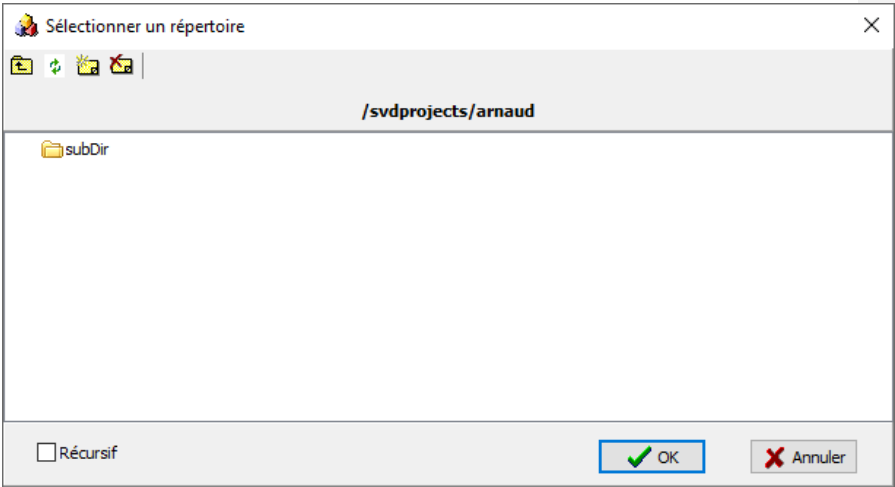 Sélectionner un répertoire
/svdprojects/arnaud
subDir
Récursif
OK
Annuler